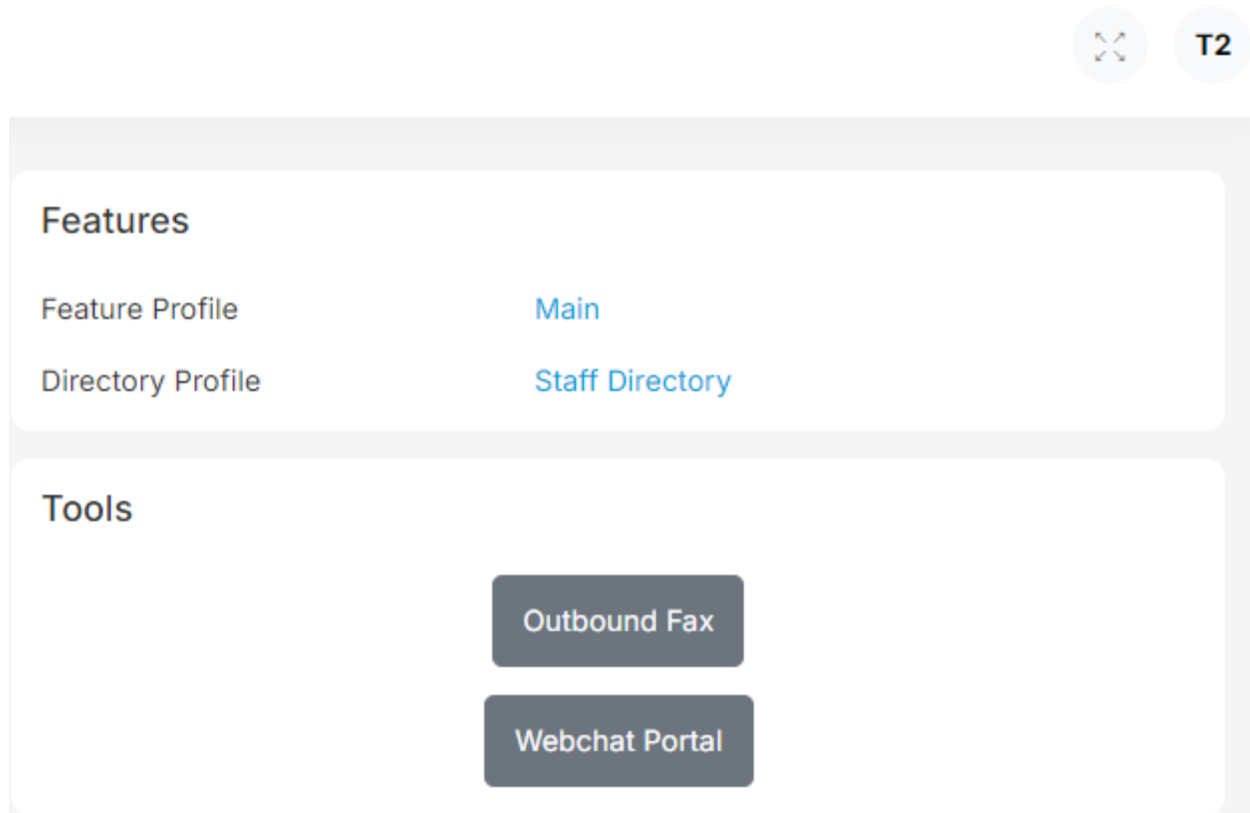 T2
Features
Feature Profile Main
Directory Profile Staff Directory
Tools
Outbound Fax
Webchat Portal